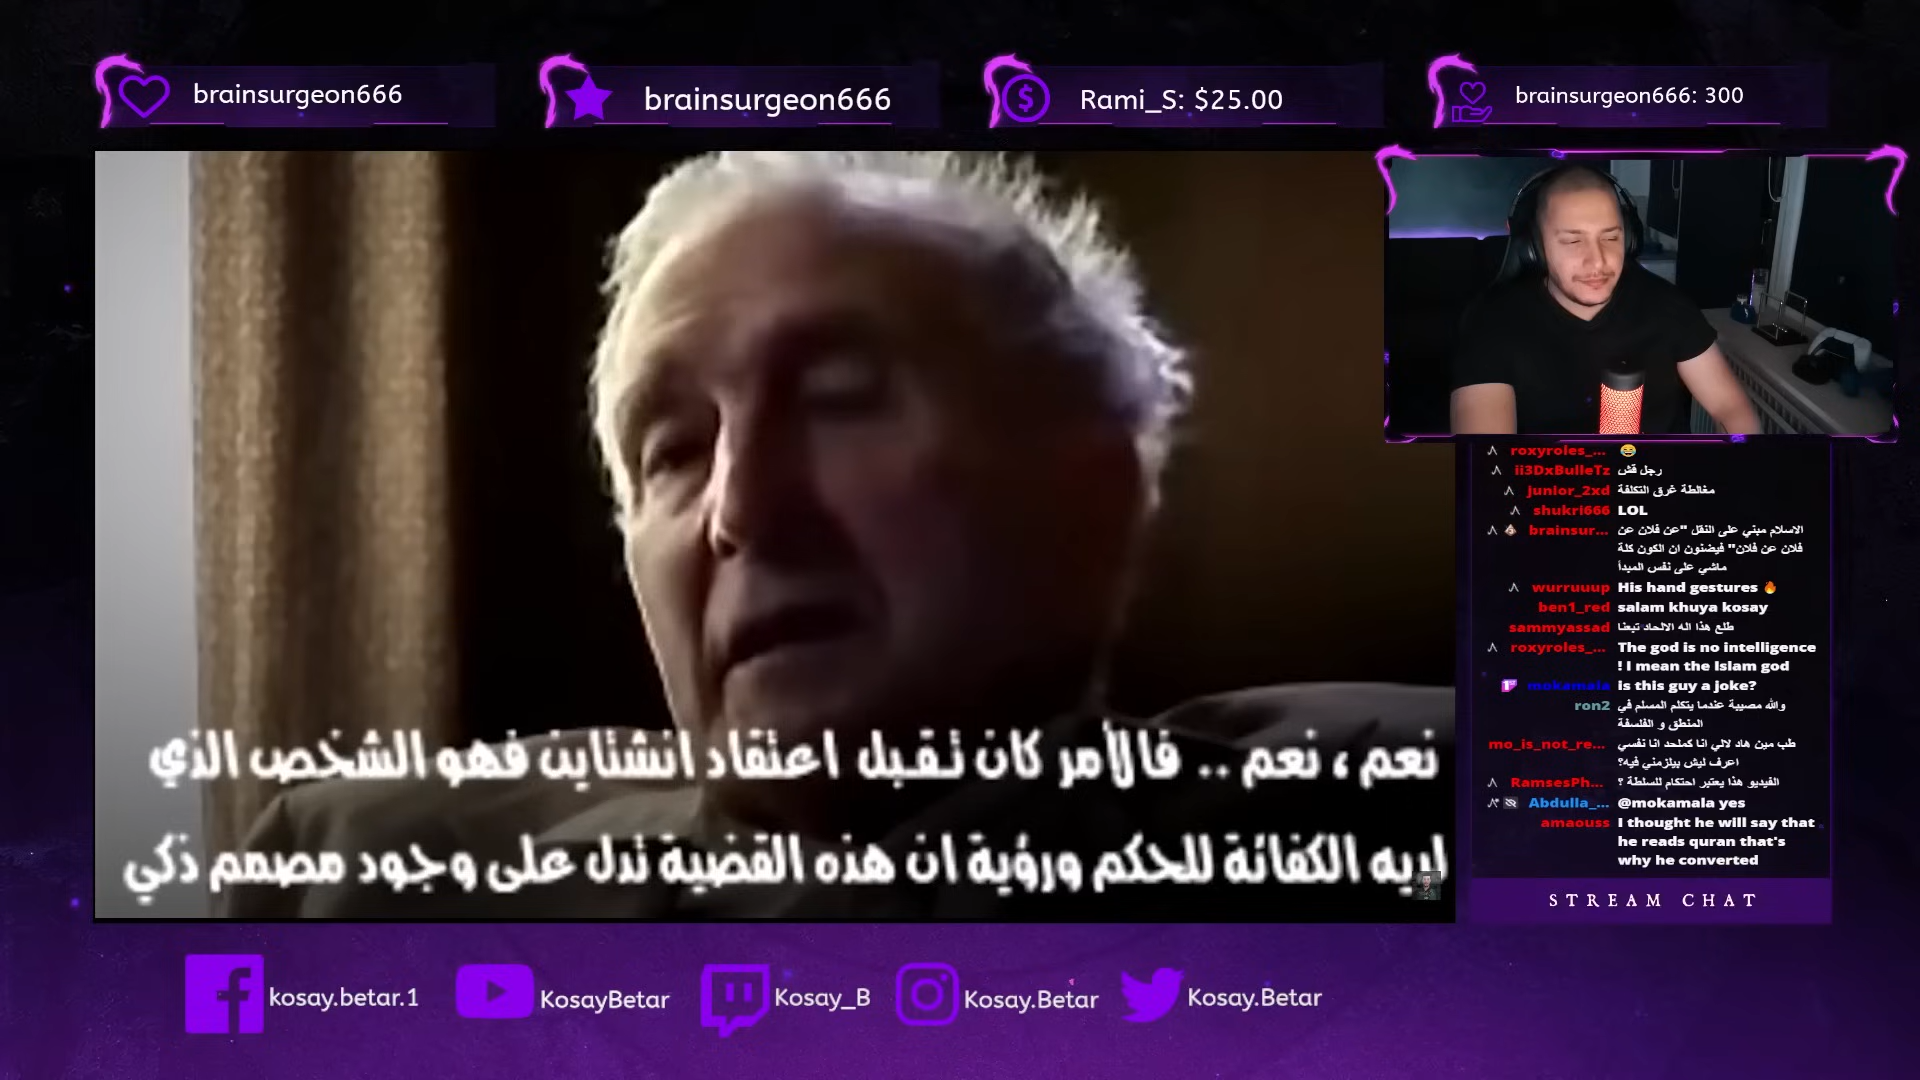 brainsurgeon666
brainsurgeon666
Rami_S: $25.00
brainsurgeon666: 300
نعم ، نعم .. فالأمر كان تقبل اعتقاد انشتاين فهو الشخص الذي
لديه الكفائة للحكم ورؤية ان هذه القضية تدل على وجود مصمم ذكي
roxyroles_... 😂
ii3DxBulleTz رجل قش
junior_2xd مغالطة غرق التكلفة
shukri666 LOL
brainsur... الاسلام مبني على النقل "عن فلان عن
فلان عن فلان" فيضنون ان الكون كلة
ماشي على نفس المبدأ
wurruuup His hand gestures 🔥
ben1_red salam khuya kosay
sammyassad طلع هذا اله الالحاد تبعنا
roxyroles_... The god is no intelligence
! I mean the Islam god
mokamala is this guy a joke?
ron2 والله مصيبة عندما يتكلم المسلم في
المنطق و الفلسفة
mo_is_not_re... طب مين هاد لالي انا كملحد انا نفسي
اعرف ليش بيلزمني فيه؟
RamsesPh... الفيديو هذا يعتبر احتكام للسلطة ؟
Abdulla_... @mokamala yes
amaouss I thought he will say that
he reads quran that's
why he converted
STREAM CHAT
kosay.betar.1
KosayBetar
Kosay_B
Kosay.Betar
Kosay.Betar